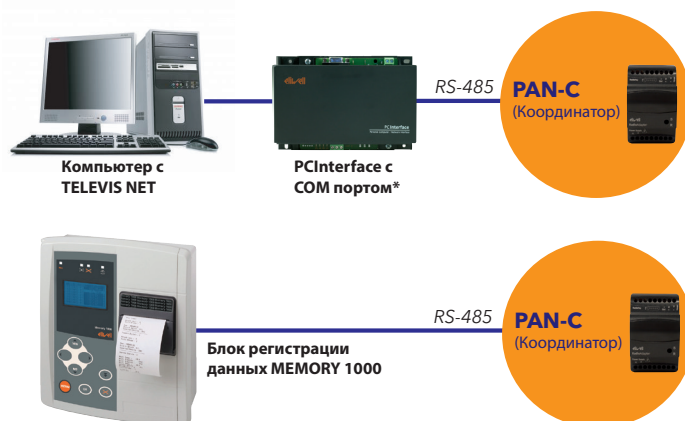 RS-485
PAN-C
(Координатор)
PCInterface
Компьютер с
TELEVIS NET
PCInterface с
COM портом*
RS-485
PAN-C
(Координатор)
Блок регистрации
данных MEMORY 1000